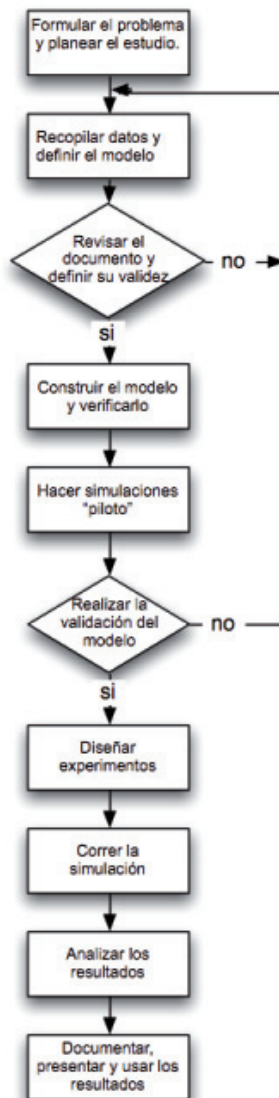 Formular el problema
y planear el estudio.
Recopilar datos y
definir el modelo
Revisar el
documento y
definir su validez
no
si
Construir el modelo
y verificarlo
Hacer simulaciones
"piloto"
Realizar la
validación del
modelo
no
si
Diseñar
experimentos
Correr la
simulación
Analizar los
resultados
Documentar,
presentar y usar los
resultados